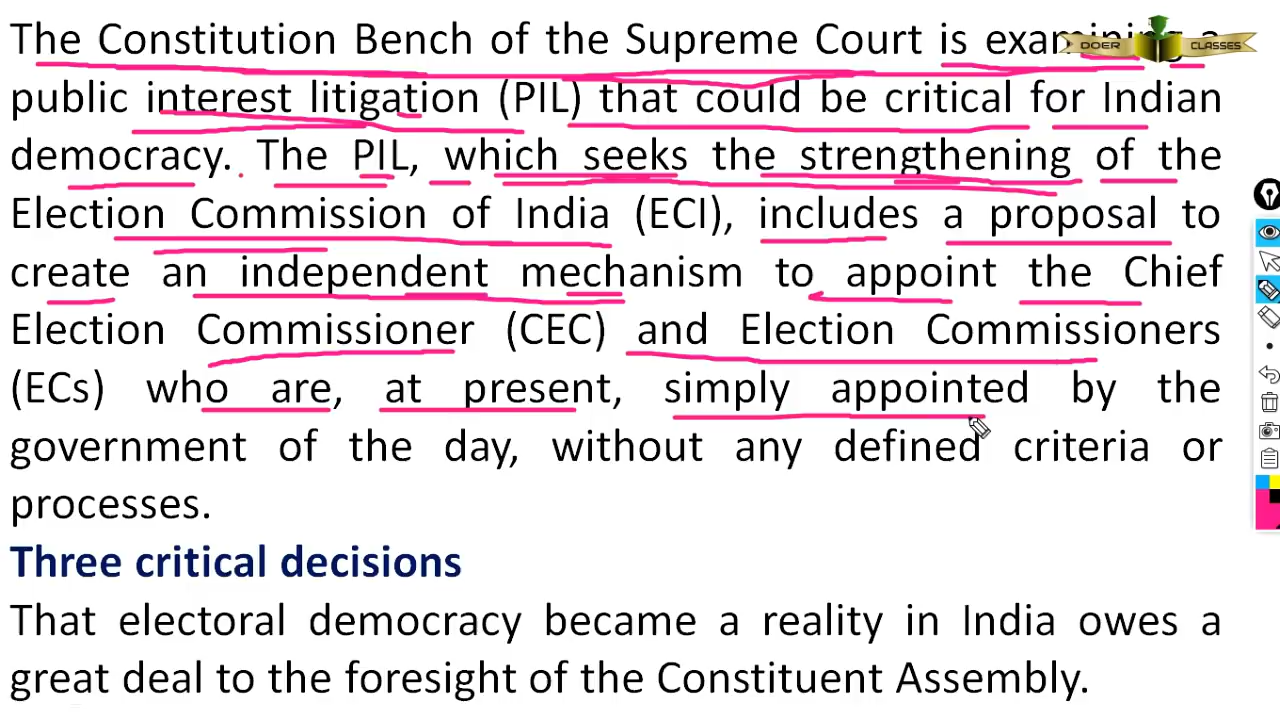 The Constitution Bench of the Supreme Court is examining a
DOER CLASSES
public interest litigation (PIL) that could be critical for Indian
democracy. The PIL, which seeks the strengthening of the
Election Commission of India (ECI), includes a proposal to
create an independent mechanism to appoint the Chief
Election Commissioner (CEC) and Election Commissioners
(ECs) who are, at present, simply appointed by the
government of the day, without any defined criteria or
processes.
Three critical decisions
That electoral democracy became a reality in India owes a
great deal to the foresight of the Constituent Assembly.